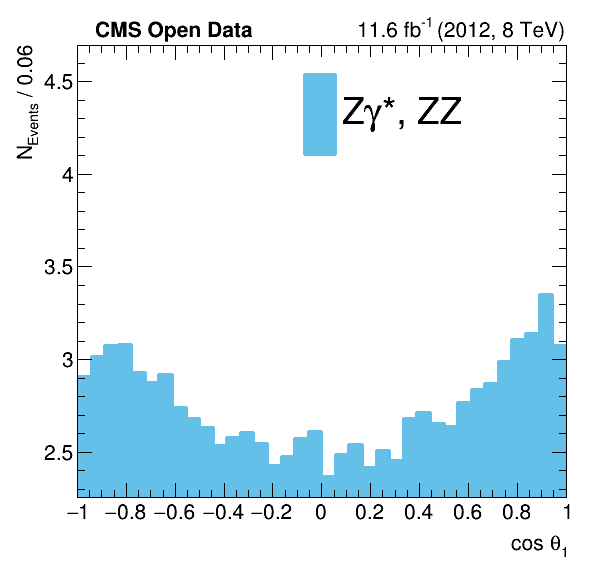 CMS Open Data
11.6 fb⁻¹ (2012, 8 TeV)
N_Events / 0.06
Zγ*, ZZ
4.5
4
3.5
3
2.5
−1 −0.8 −0.6 −0.4 −0.2 0 0.2 0.4 0.6 0.8 1
cos θ₁